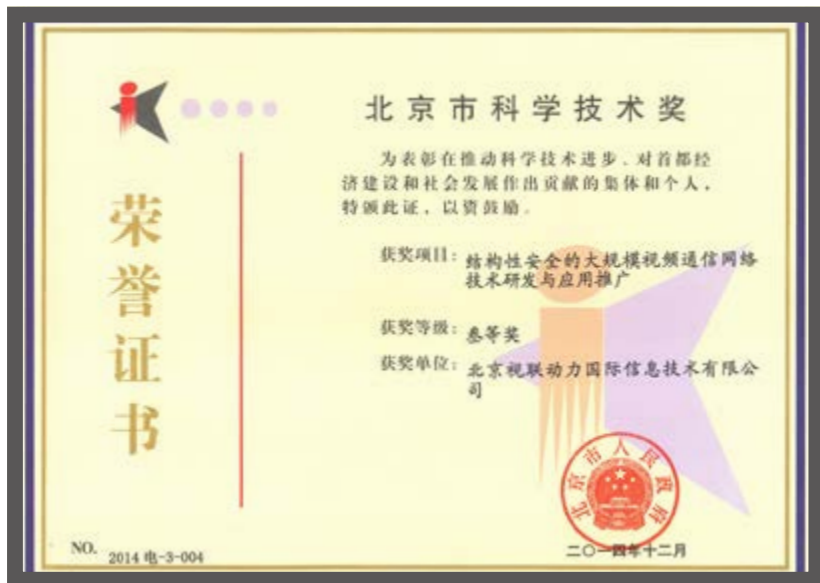 荣誉证书
北京市科学技术奖
为表彰在推动科学技术进步、对首都经
济建设和社会发展作出贡献的集体和个人，
特颁此证，以资鼓励。
获奖项目：结构性安全的大规模视频通信网络
技术研发与应用推广
获奖等级：叁等奖
获奖单位：北京视联动力国际信息技术有限公
司
北京市人民政府
二〇一四年十二月
NO. 2014 电-3-004